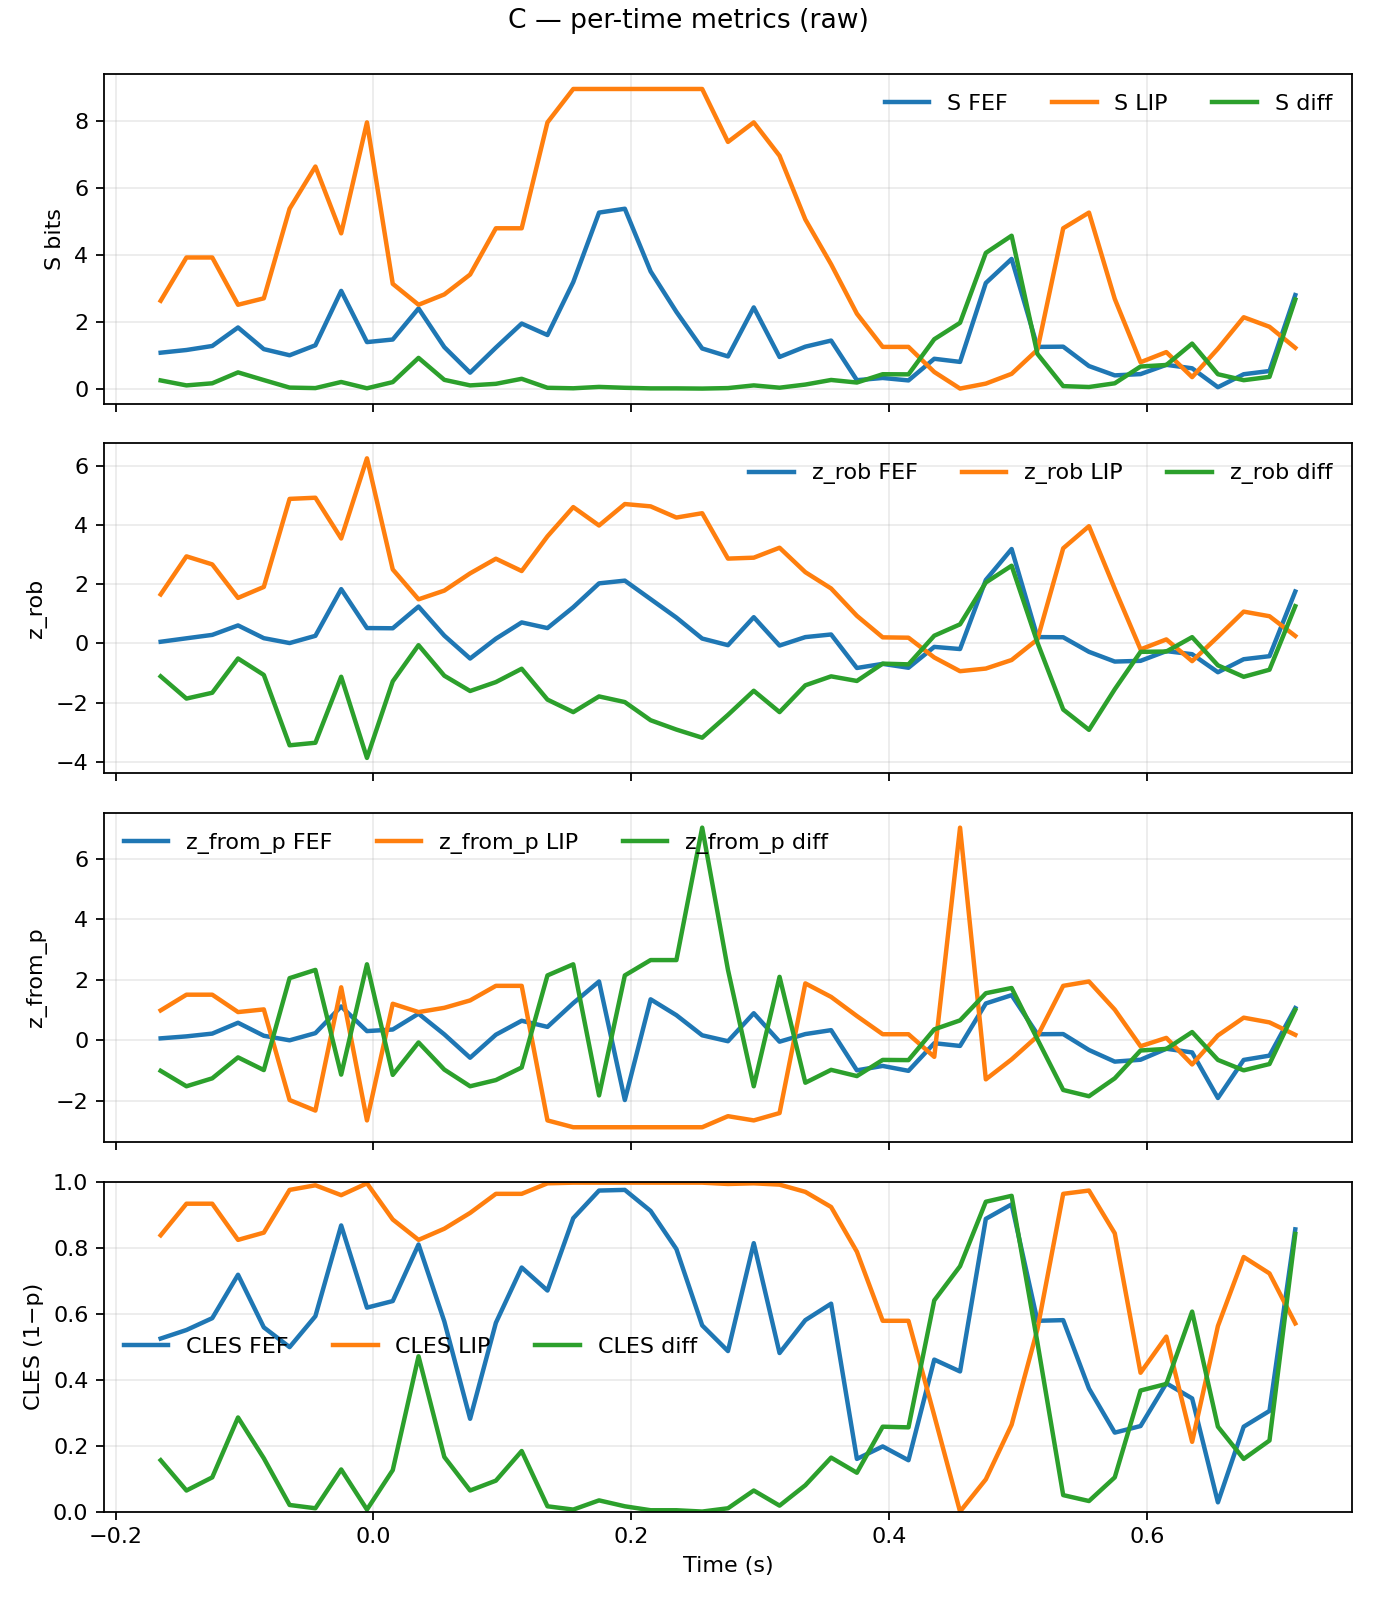 C — per-time metrics (raw)
S FEF S LIP S diff
8
6
4
2
0
S bits
z_rob FEF z_rob LIP z_rob diff
6
4
2
0
−2
−4
z_rob
z_from_p FEF z_from_p LIP z_from_p diff
6
4
2
0
−2
z_from_p
1.0
0.8
0.6
CLES FEF CLES LIP CLES diff
0.4
0.2
0.0
CLES (1−p)
−0.2 0.0 0.2 0.4 0.6
Time (s)